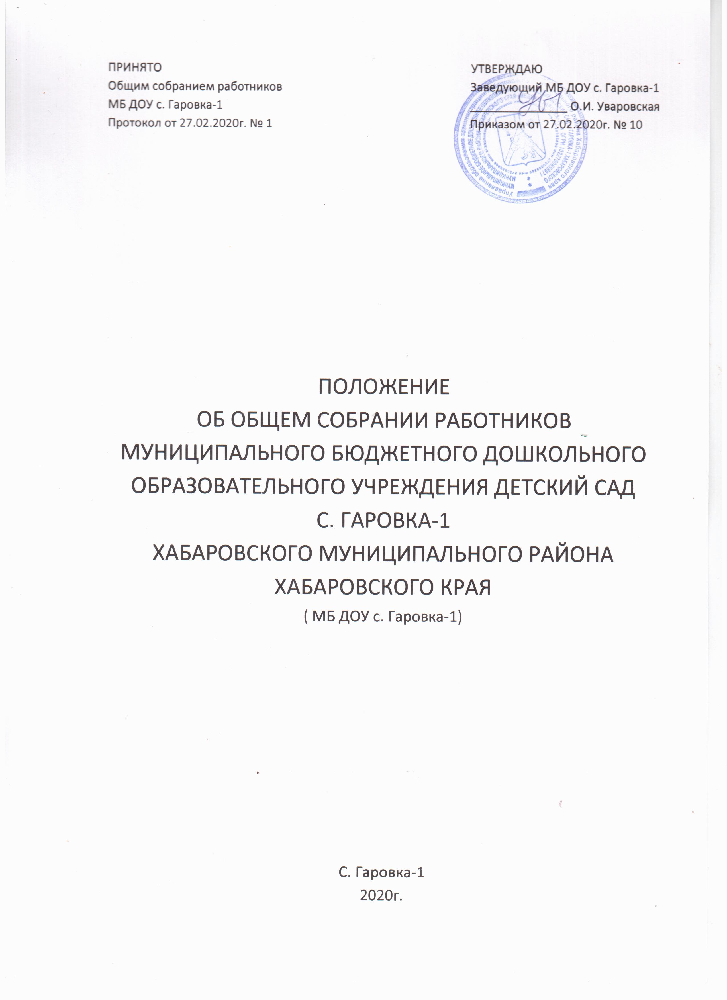 ПРИНЯТО
Общим собранием работников
МБ ДОУ с. Гаровка-1
Протокол от 27.02.2020г. № 1
УТВЕРЖДАЮ
Заведующий МБ ДОУ с. Гаровка-1
О.И. Уваровская
Приказом от 27.02.2020г. № 10
ПОЛОЖЕНИЕ
ОБ ОБЩЕМ СОБРАНИИ РАБОТНИКОВ
МУНИЦИПАЛЬНОГО БЮДЖЕТНОГО ДОШКОЛЬНОГО
ОБРАЗОВАТЕЛЬНОГО УЧРЕЖДЕНИЯ ДЕТСКИЙ САД
С. ГАРОВКА-1
ХАБАРОВСКОГО МУНИЦИПАЛЬНОГО РАЙОНА
ХАБАРОВСКОГО КРАЯ
( МБ ДОУ с. Гаровка-1)
С. Гаровка-1
2020г.